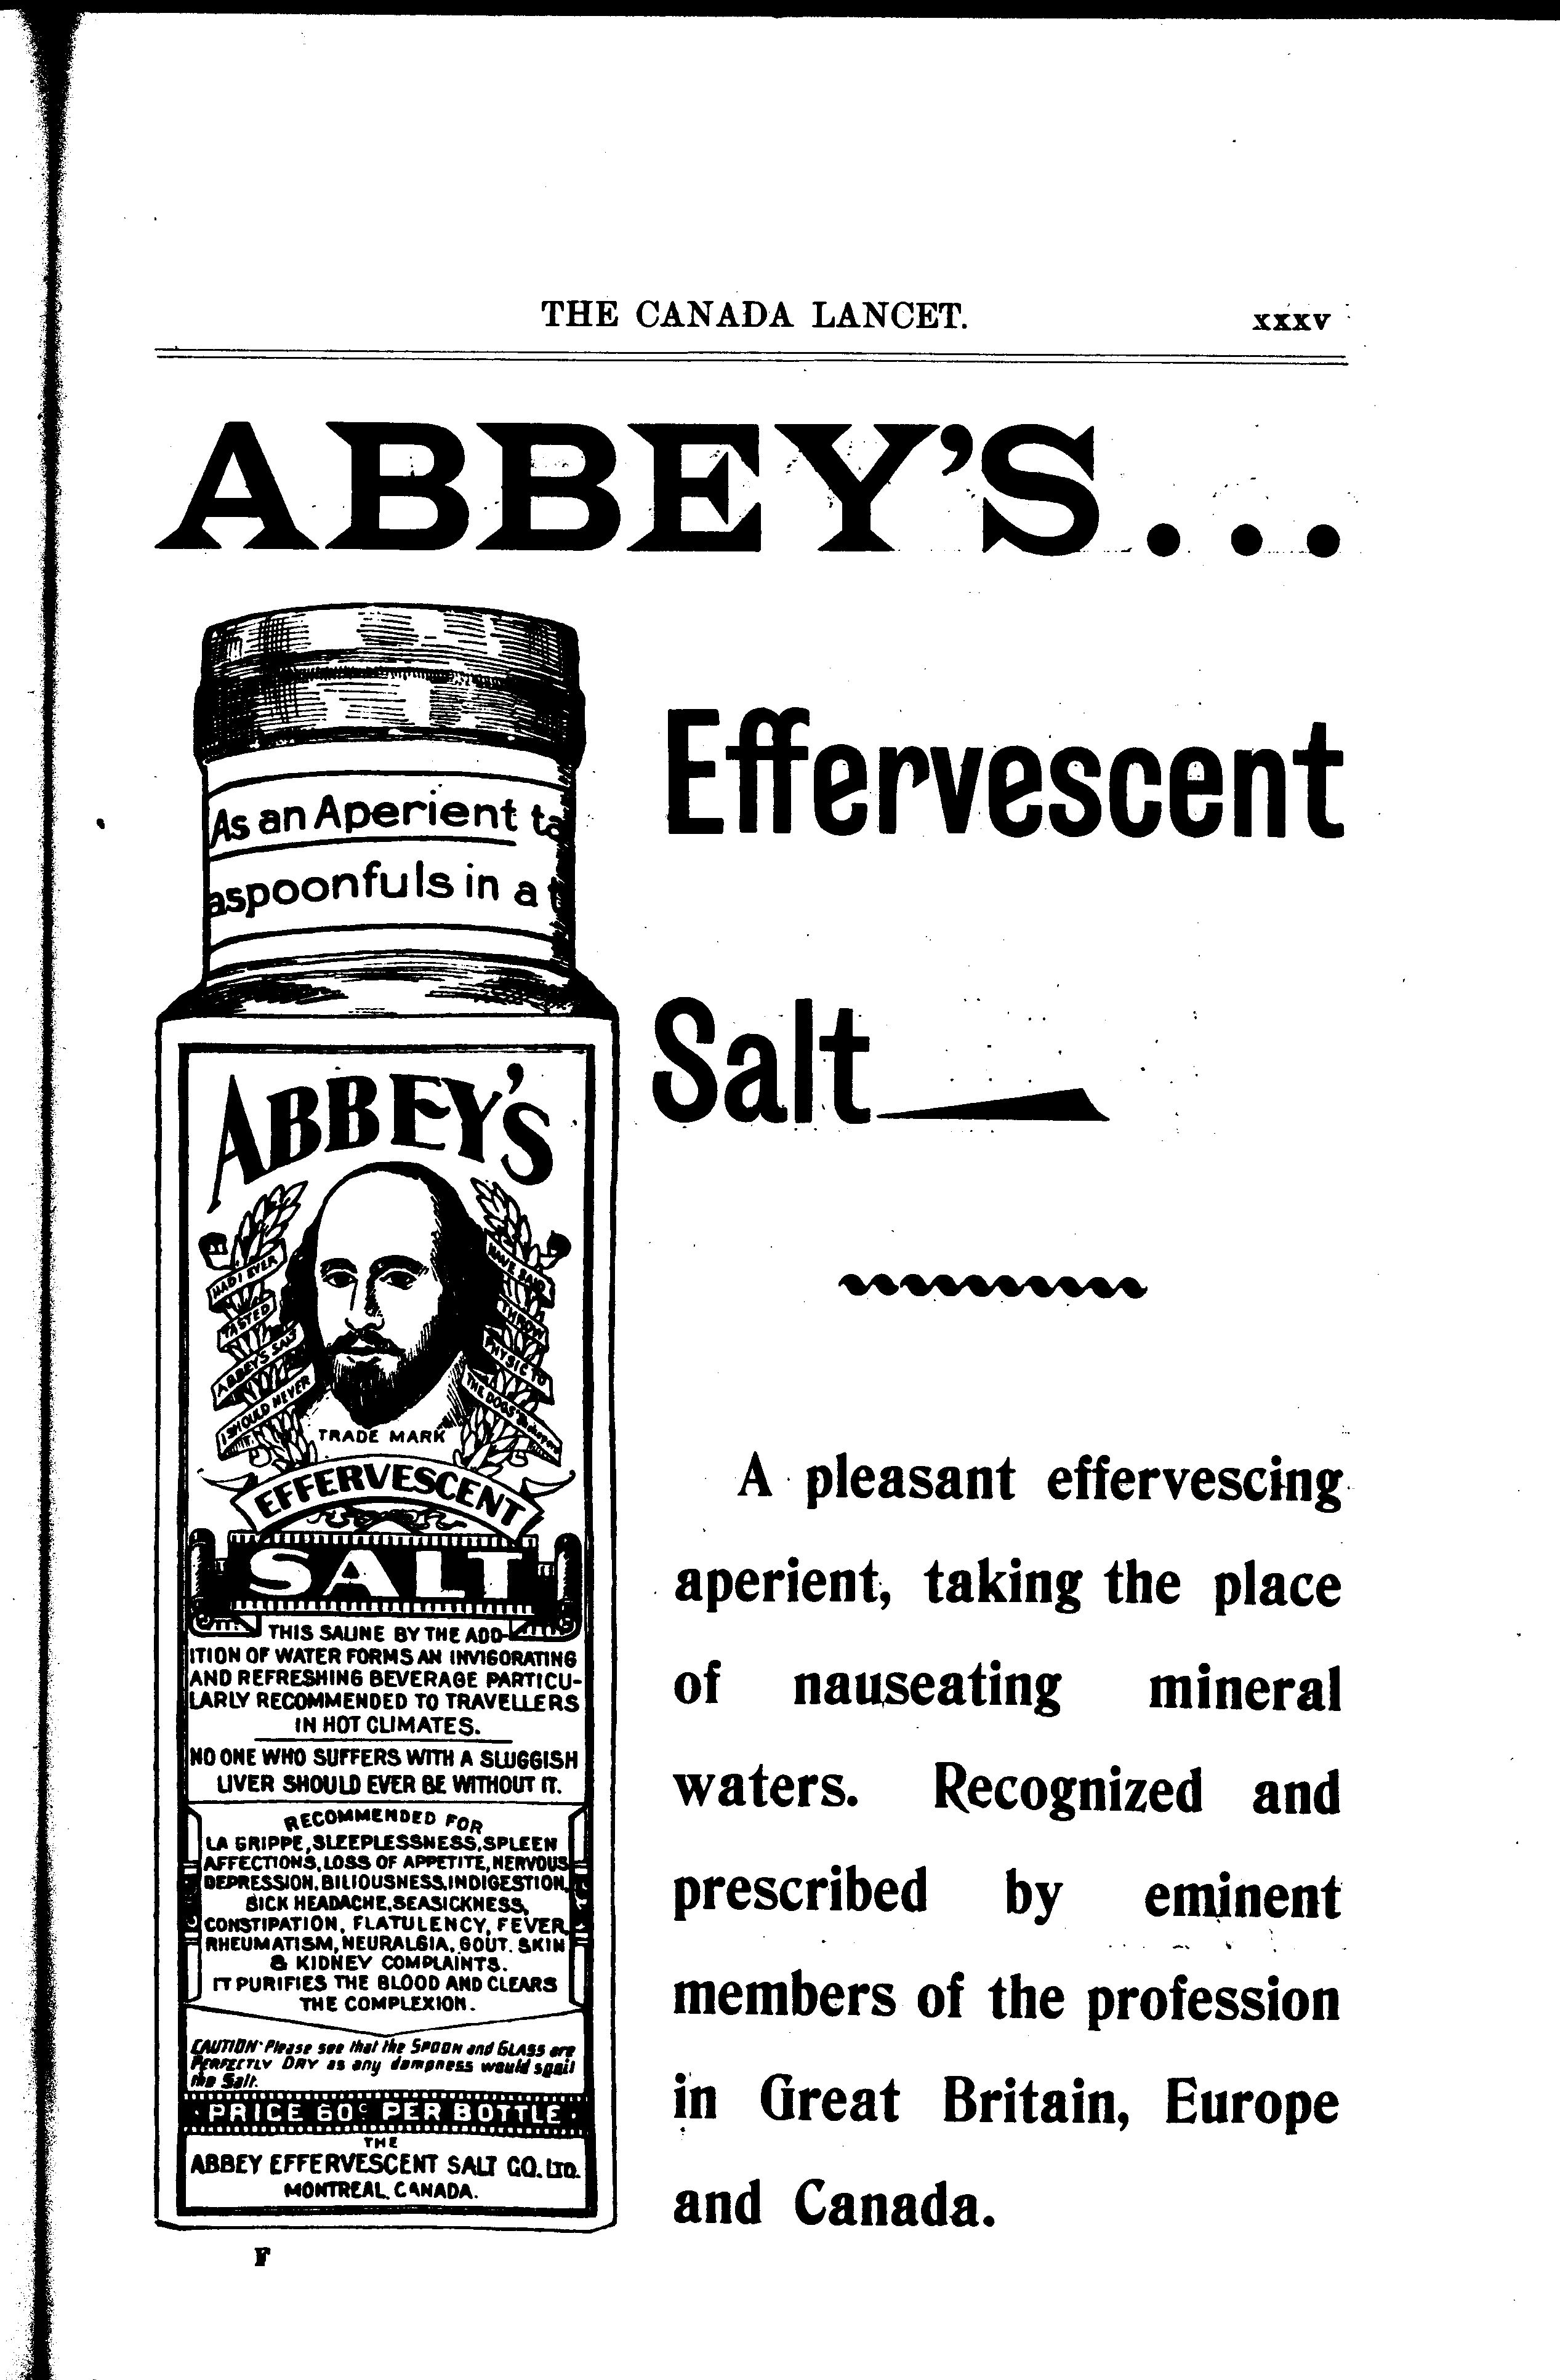 THE CANADA LANCET.
xxxv
ABBEY'S...
As an Aperient
aspoonfuls in a
ABBEY'S
HAD I EVER
TASTED
ABBEY'S SALT
I SHOULD NEVER
HAVE SAID
THROW
PHYSIC TO
THE DOGS
TRADE MARK
EFFERVESCENT
SALT
THIS SALINE BY THE ADD-
ITION OF WATER FORMS AN INVIGORATING
AND REFRESHING BEVERAGE PARTICU-
LARLY RECOMMENDED TO TRAVELLERS
IN HOT CLIMATES.
NO ONE WHO SUFFERS WITH A SLUGGISH
LIVER SHOULD EVER BE WITHOUT IT.
RECOMMENDED FOR
LA GRIPPE, SLEEPLESSNESS, SPLEEN
AFFECTIONS, LOSS OF APPETITE, NERVOUS
DEPRESSION, BILIOUSNESS, INDIGESTION,
SICK HEADACHE, SEASICKNESS,
CONSTIPATION, FLATULENCY, FEVER,
RHEUMATISM, NEURALGIA, GOUT. SKIN
& KIDNEY COMPLAINTS.
IT PURIFIES THE BLOOD AND CLEARS
THE COMPLEXION.
CAUTION·Please see that the SPOON and GLASS are
PERFECTLY DRY as any dampness would spoil
the Salt.
PRICE 60c PER BOTTLE
THE
ABBEY EFFERVESCENT SALT CO. LTD.
MONTREAL, CANADA.
Effervescent
Salt
A pleasant effervescing
aperient, taking the place
of nauseating mineral
waters. Recognized and
prescribed by eminent
members of the profession
in Great Britain, Europe
and Canada.
F